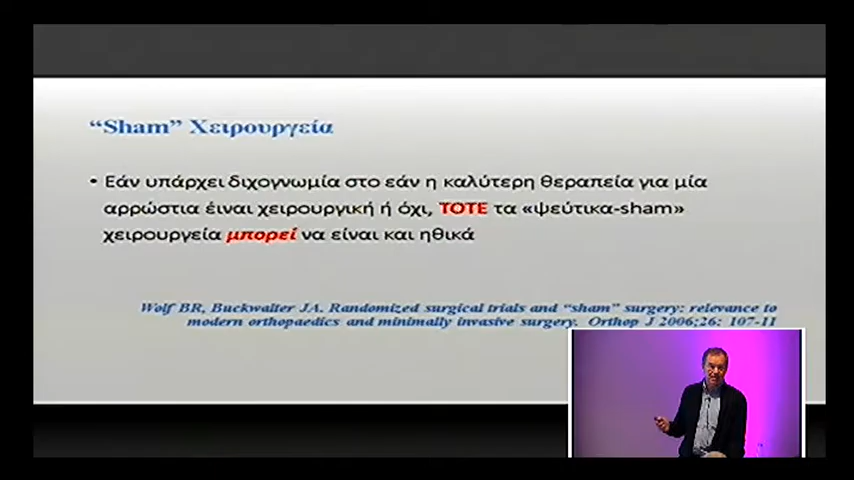 “Sham” Χειρουργεία
• Εάν υπάρχει διχογνωμία στο εάν η καλύτερη θεραπεία για μία
αρρώστια έιναι χειρουργική ή όχι, ΤΟΤΕ τα «ψεύτικα-sham»
χειρουργεία μπορεί να είναι και ηθικά
Wolf BR, Buckwalter JA. Randomized surgical trials and “sham” surgery: relevance to
modern orthopaedics and minimally invasive surgery. Orthop J 2006;26: 107-11